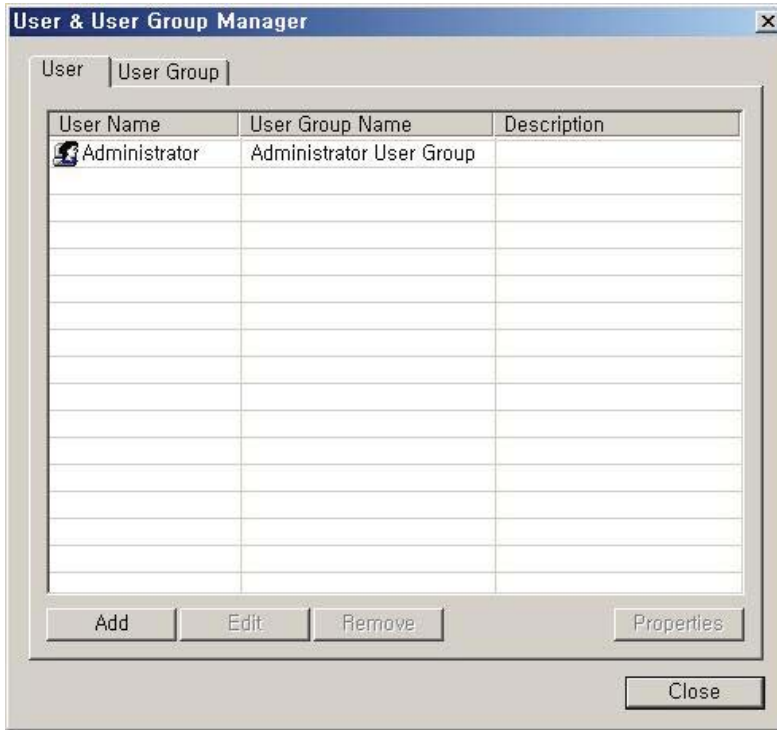 User & User Group Manager
User User Group
User Name User Group Name Description
Administrator Administrator User Group
Add Edit Remove Properties
Close